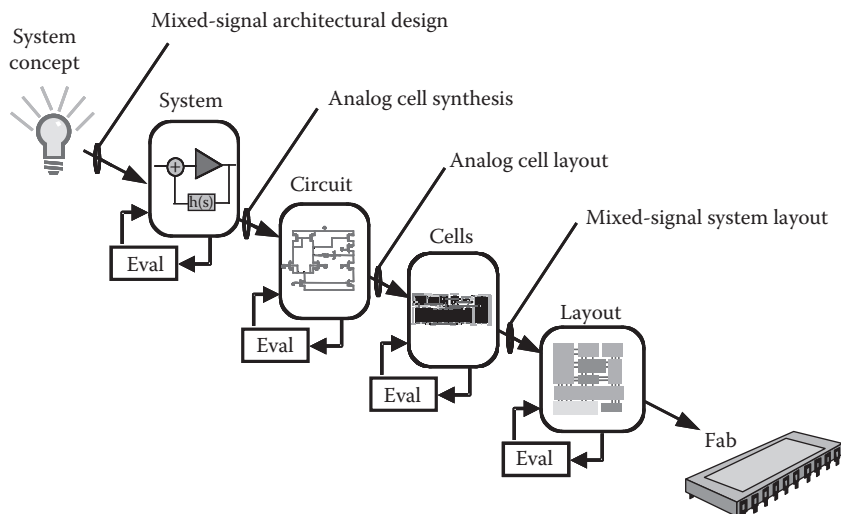 Mixed-signal architectural design
System
concept
System
Analog cell synthesis
h(s)
Eval
Circuit
Analog cell layout
Eval
Cells
Mixed-signal system layout
Eval
Layout
Eval
Fab